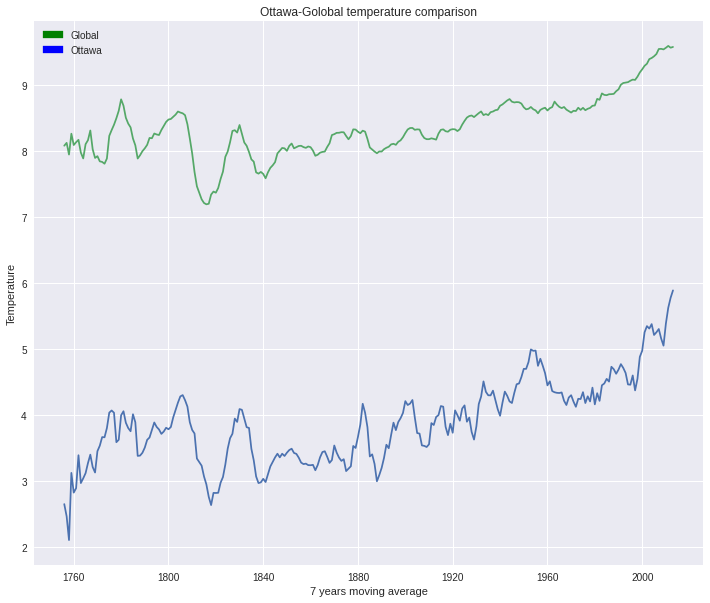 Ottawa-Golobal temperature comparison
Global
Ottawa
9
8
7
6
5
4
3
2
Temperature
1760 1800 1840 1880 1920 1960 2000
7 years moving average